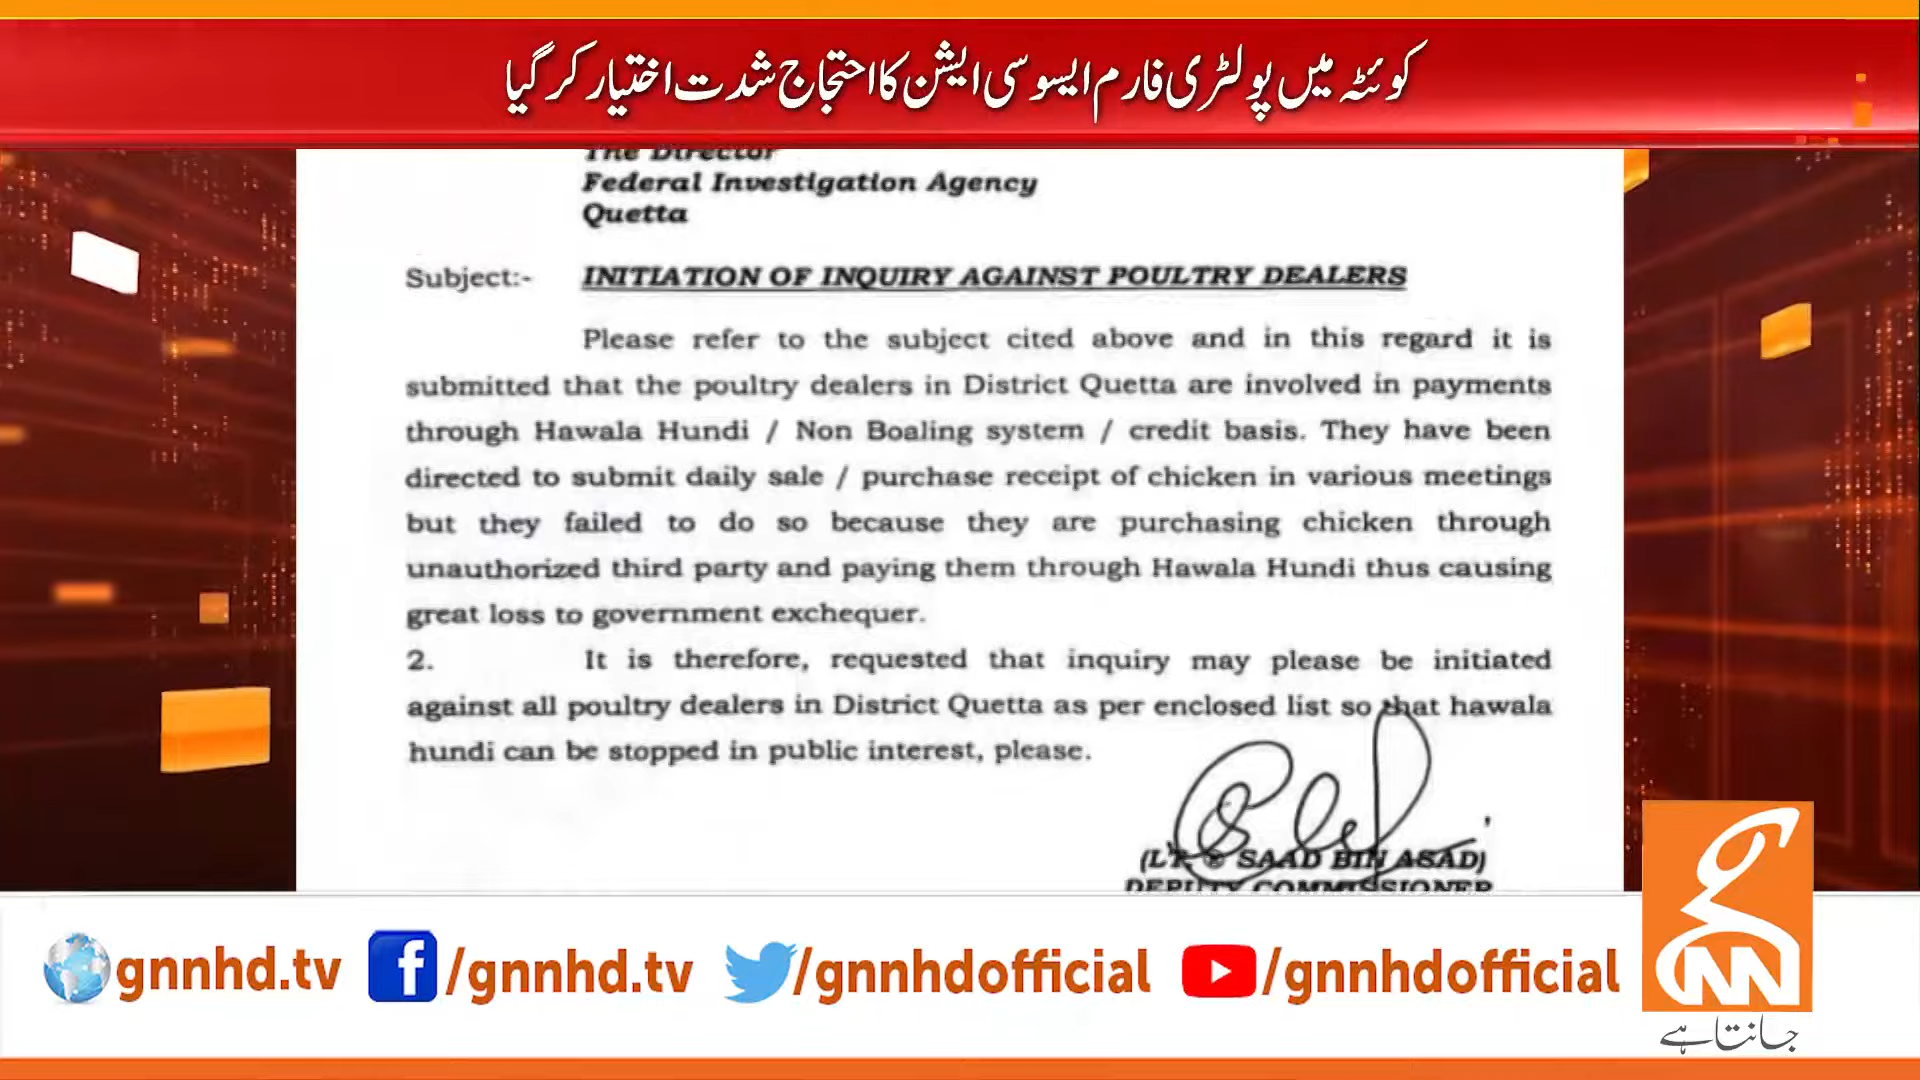 کوئٹہ میں پولٹری فارم ایسوسی ایشن کا احتجاج شدت اختیار کر گیا
The Director
Federal Investigation Agency
Quetta
Subject:- INITIATION OF INQUIRY AGAINST POULTRY DEALERS
Please refer to the subject cited above and in this regard it is
submitted that the poultry dealers in District Quetta are involved in payments
through Hawala Hundi / Non Boaling system / credit basis. They have been
directed to submit daily sale / purchase receipt of chicken in various meetings
but they failed to do so because they are purchasing chicken through
unauthorized third party and paying them through Hawala Hundi thus causing
great loss to government exchequer.
2. It is therefore, requested that inquiry may please be initiated
against all poultry dealers in District Quetta as per enclosed list so that hawala
hundi can be stopped in public interest, please.
SAAD BIN ASAD)
DEPUTY COMMISSIONER
gnnhd.tv /gnnhd.tv /gnnhdofficial /gnnhdofficial
GNN
جانتا ہے